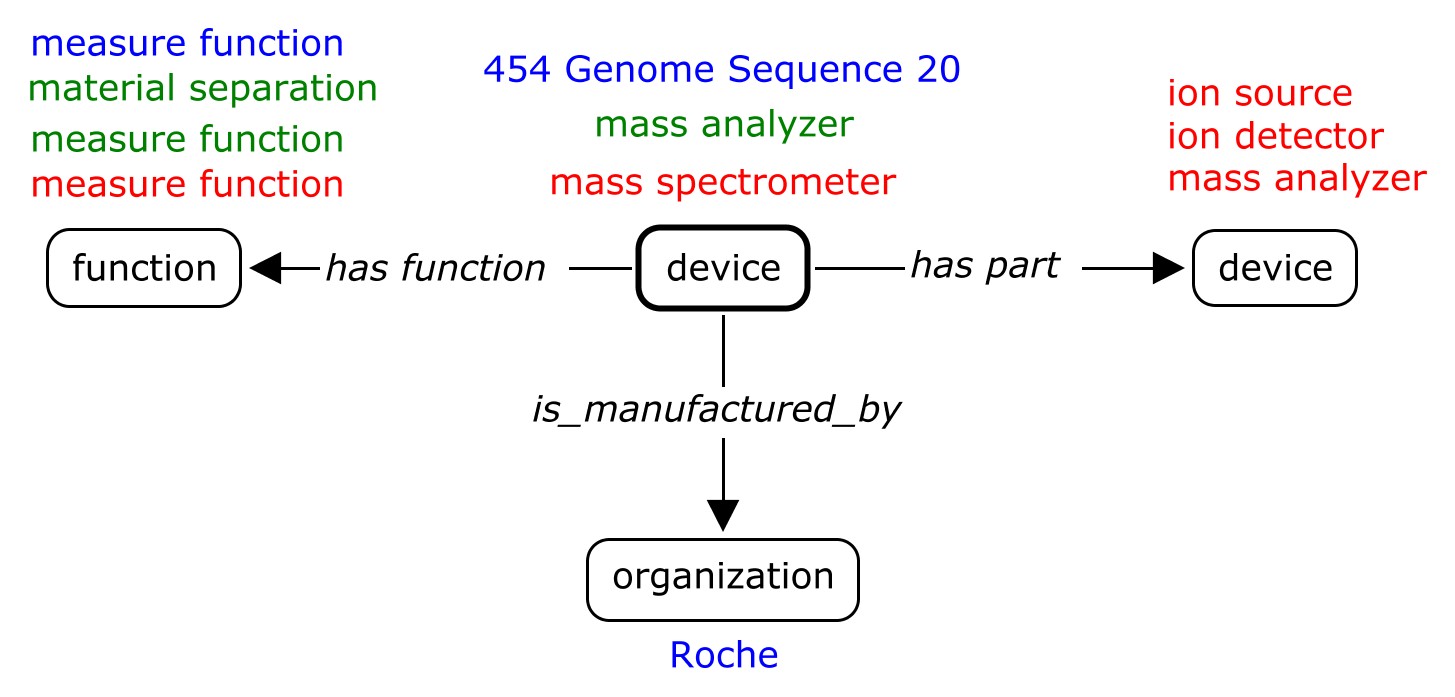 measure function
material separation
measure function
measure function
454 Genome Sequence 20
mass analyzer
mass spectrometer
ion source
ion detector
mass analyzer
function
has function
device
has part
device
is_manufactured_by
organization
Roche